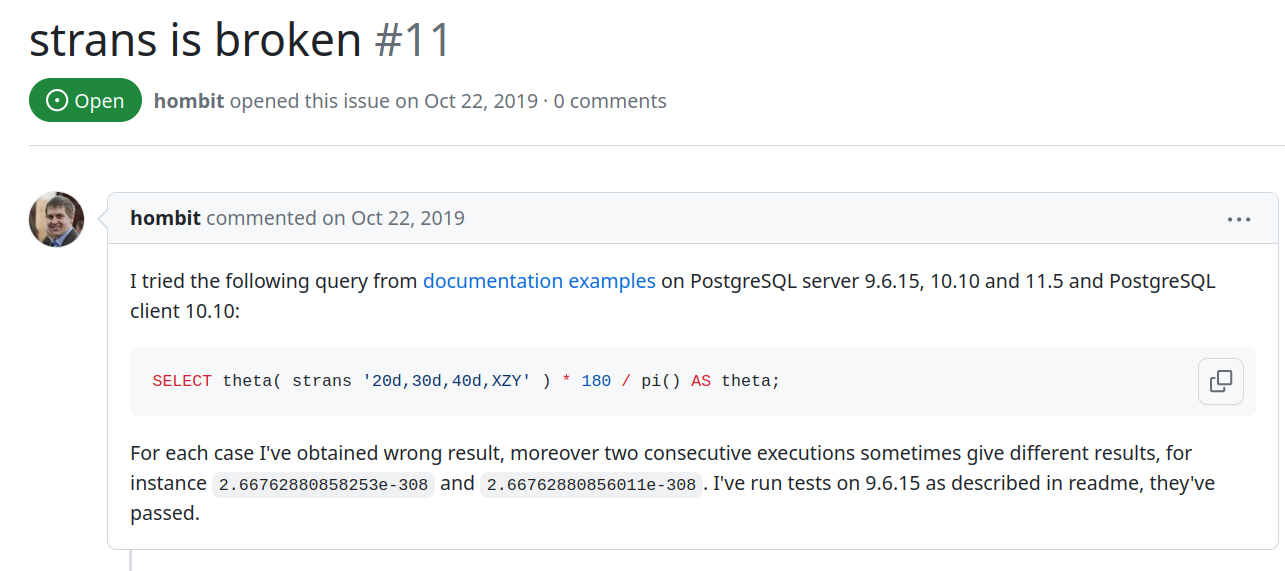 strans is broken #11
Open hombit opened this issue on Oct 22, 2019 · 0 comments
hombit commented on Oct 22, 2019
I tried the following query from documentation examples on PostgreSQL server 9.6.15, 10.10 and 11.5 and PostgreSQL
client 10.10:
SELECT theta( strans '20d,30d,40d,XZY' ) * 180 / pi() AS theta;
For each case I've obtained wrong result, moreover two consecutive executions sometimes give different results, for
instance 2.66762880858253e-308 and 2.66762880856011e-308. I've run tests on 9.6.15 as described in readme, they've
passed.